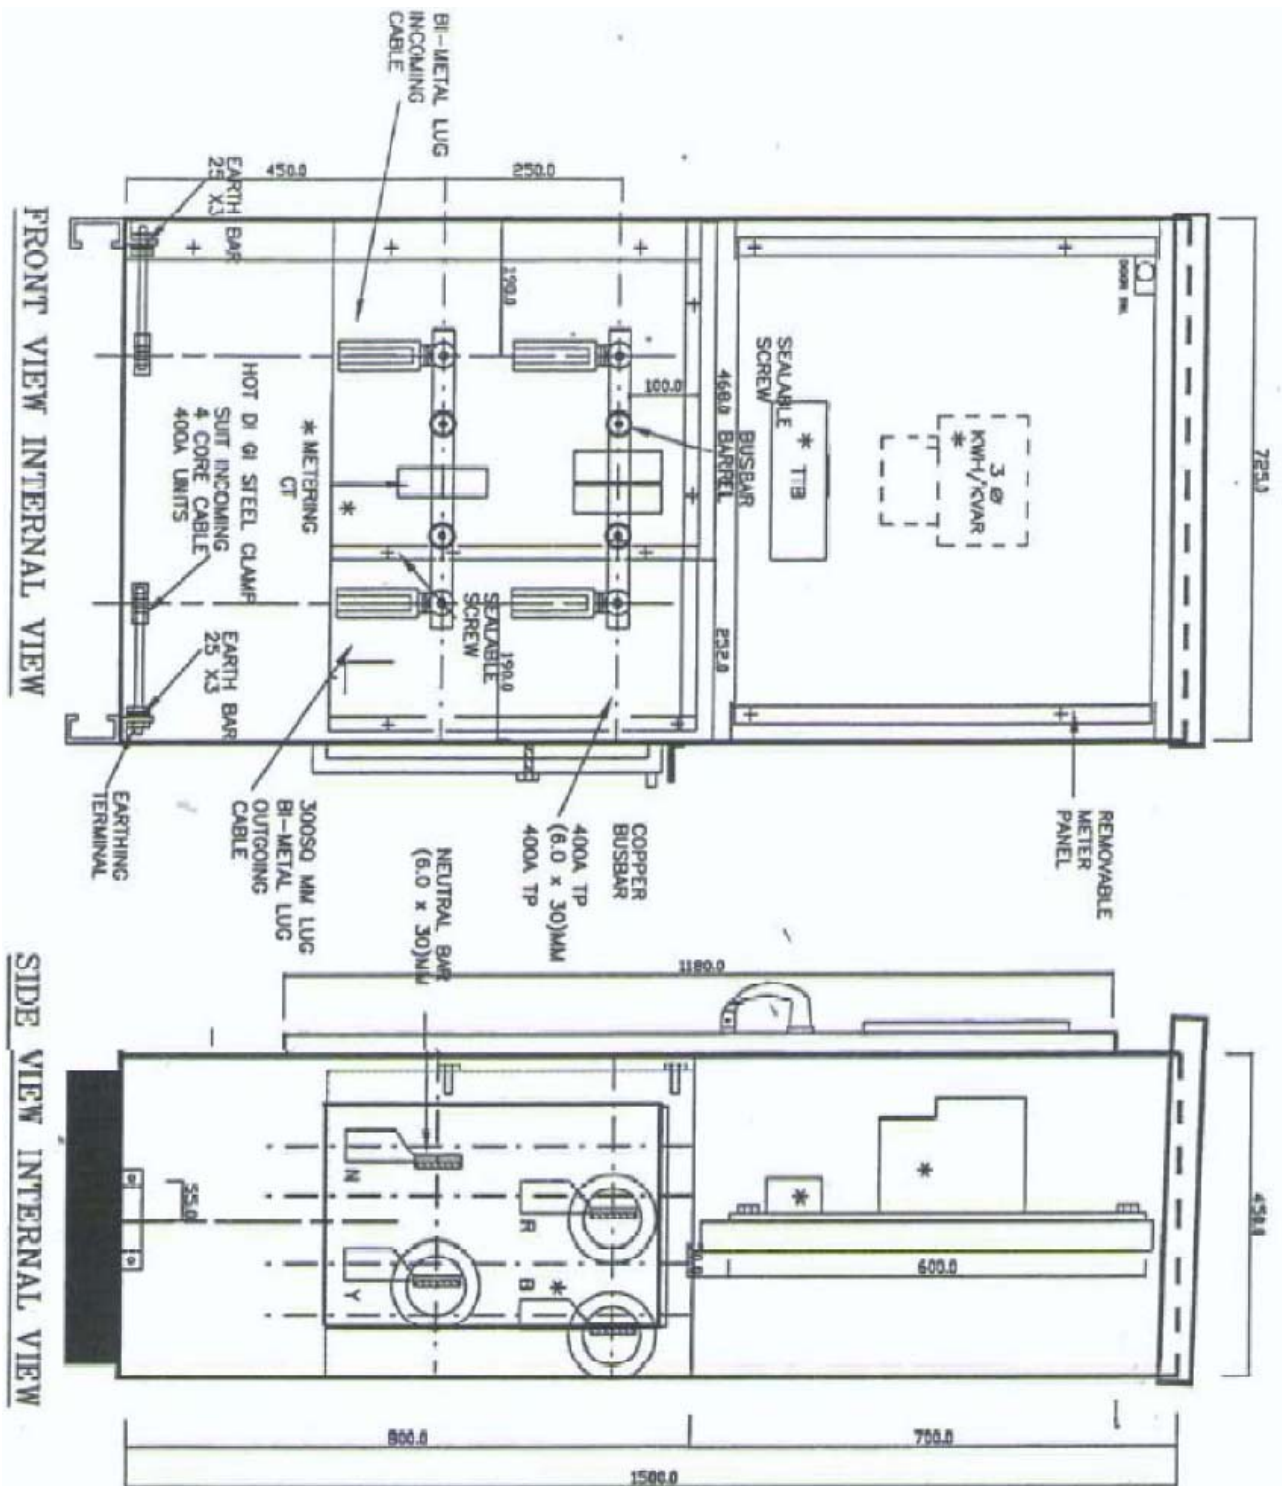 BI-METAL LUG
INCOMING
CABLE
450.0
250.0
EARTH BAR
25 X3
190.0
DOOR SWL
725.0
SEALABLE
SCREW
3 Ø
KWH/KVAR
*
* TTB
468.0
100.0
BUSBAR
BARREL
* METERING
CT
*
HOT DI GI STEEL CLAMP
SUIT INCOMING
4 CORE CABLE
400A UNITS
SEALABLE
SCREW
190.0
252.0
EARTH BAR
25 X3
EARTHING
TERMINAL
300SQ MM LUG
BI-METAL LUG
OUTGOING
CABLE
COPPER
BUSBAR
400A TP
(6.0 x 30)MM
400A TP
REMOVABLE
METER
PANEL
FRONT VIEW INTERNAL VIEW
NEUTRAL BAR
(6.0 x 30)MM
1180.0
450.0
N
R
Y
B
*
*
*
55.0
600.0
800.0
700.0
1500.0
SIDE VIEW INTERNAL VIEW